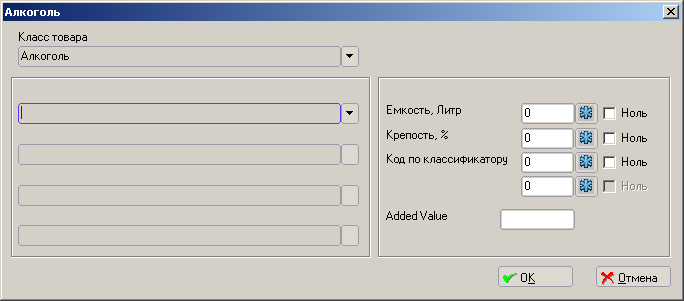 Алкоголь
Класс товара
Алкоголь
Емкость, Литр 0 Ноль
Крепость, % 0 Ноль
Код по классификатору 0 Ноль
0 Ноль
Added Value
OK Отмена